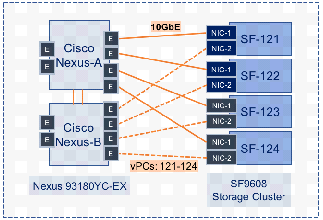 10GbE
Cisco
Nexus-A
E
E
E
E
E
E
Cisco
Nexus-B
E
E
E
E
E
E
NIC-1
NIC-2
SF-121
NIC-1
NIC-2
SF-122
NIC-1
NIC-2
SF-123
NIC-1
NIC-2
SF-124
vPCs: 121-124
Nexus 93180YC-EX
SF9608
Storage Cluster